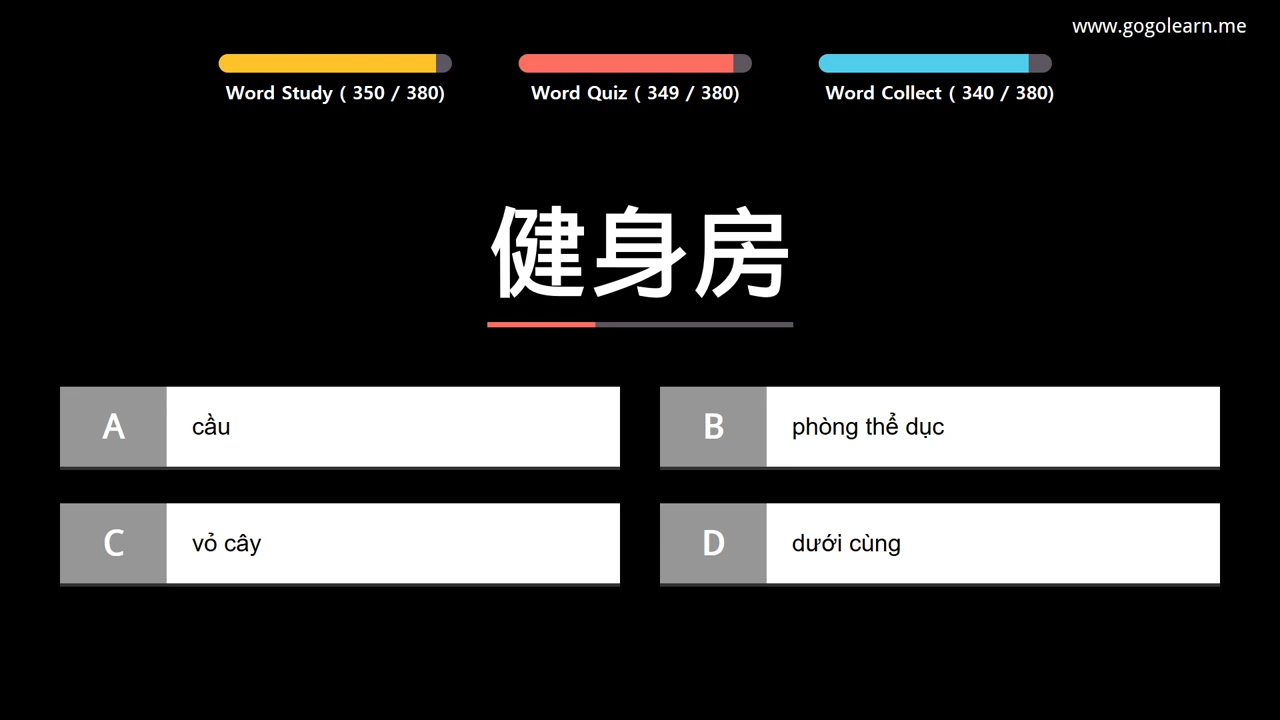 www.gogolearn.me
Word Study ( 350 / 380)
Word Quiz ( 349 / 380)
Word Collect ( 340 / 380)
健身房
A
cầu
B
phòng thể dục
C
vỏ cây
D
dưới cùng